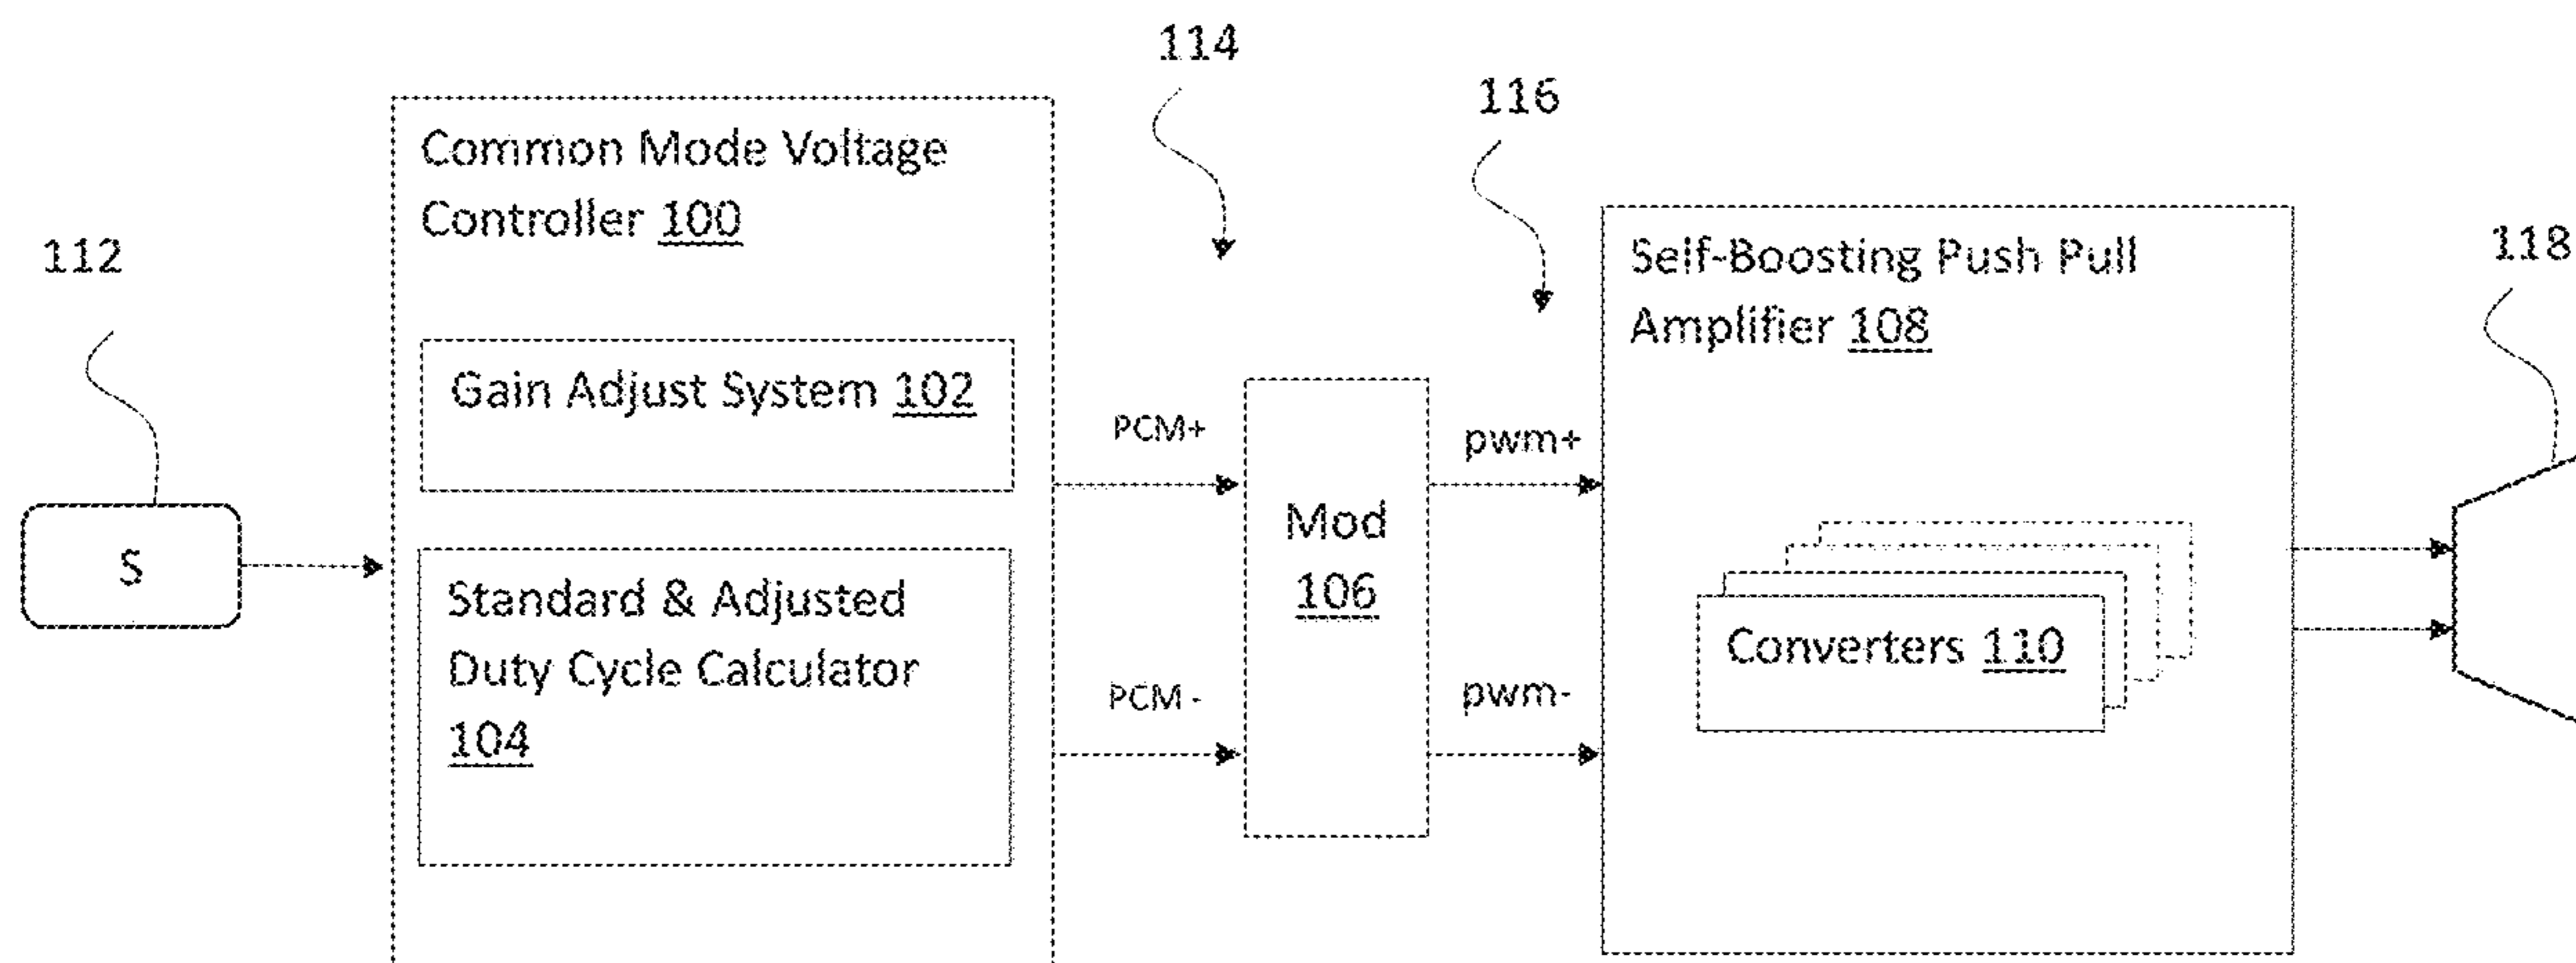 114
116
Common Mode Voltage
Controller 100
112
118
Self-Boosting Push Pull
Amplifier 108
Gain Adjust System 102
PCM+
pwm+
Mod
106
S
Standard & Adjusted
Duty Cycle Calculator
104
Converters 110
PCM -
pwm-